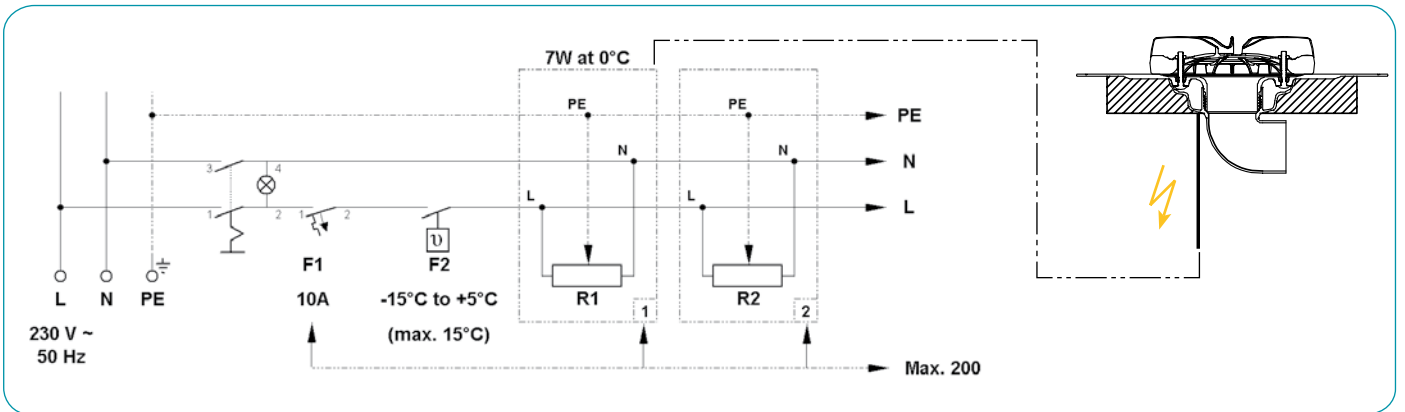 7W at 0°C
PE
PE
PE
N
N
N
3
4
L
L
L
1
2
1
2
υ
F1
F2
R1
R2
L
N
PE
10A
-15°C to +5°C
1
2
230 V ~
50 Hz
(max. 15°C)
Max. 200